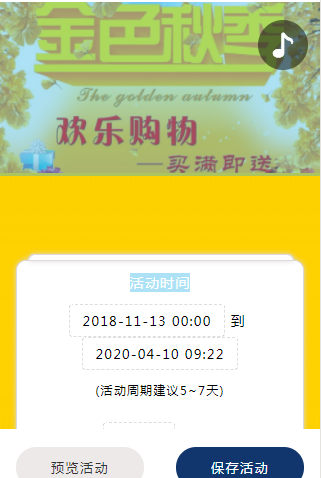 金色秋季
The golden autumn
欢乐购物
—买满即送
活动时间
2018-11-13 00:00 到
2020-04-10 09:22
(活动周期建议5~7天)
预览活动 保存活动